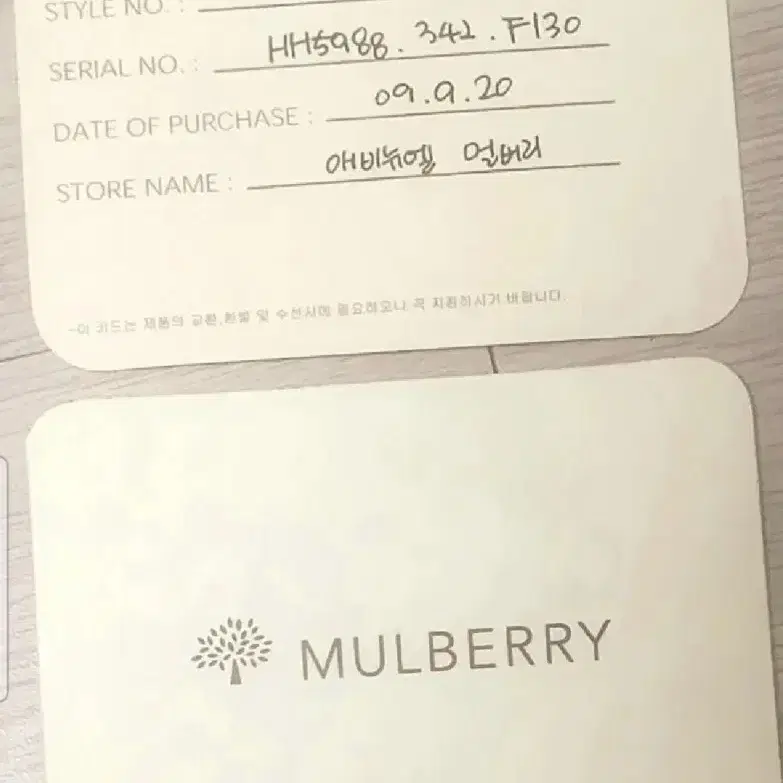 STYLE NO. :
SERIAL NO. : HH5988.342.F130
DATE OF PURCHASE : 09.9.20
STORE NAME : 애비뉴엘 멀버리
-이 카드는 제품의 교환,환불 및 수선시에 필요하오니 꼭 지참하시기 바랍니다.
MULBERRY